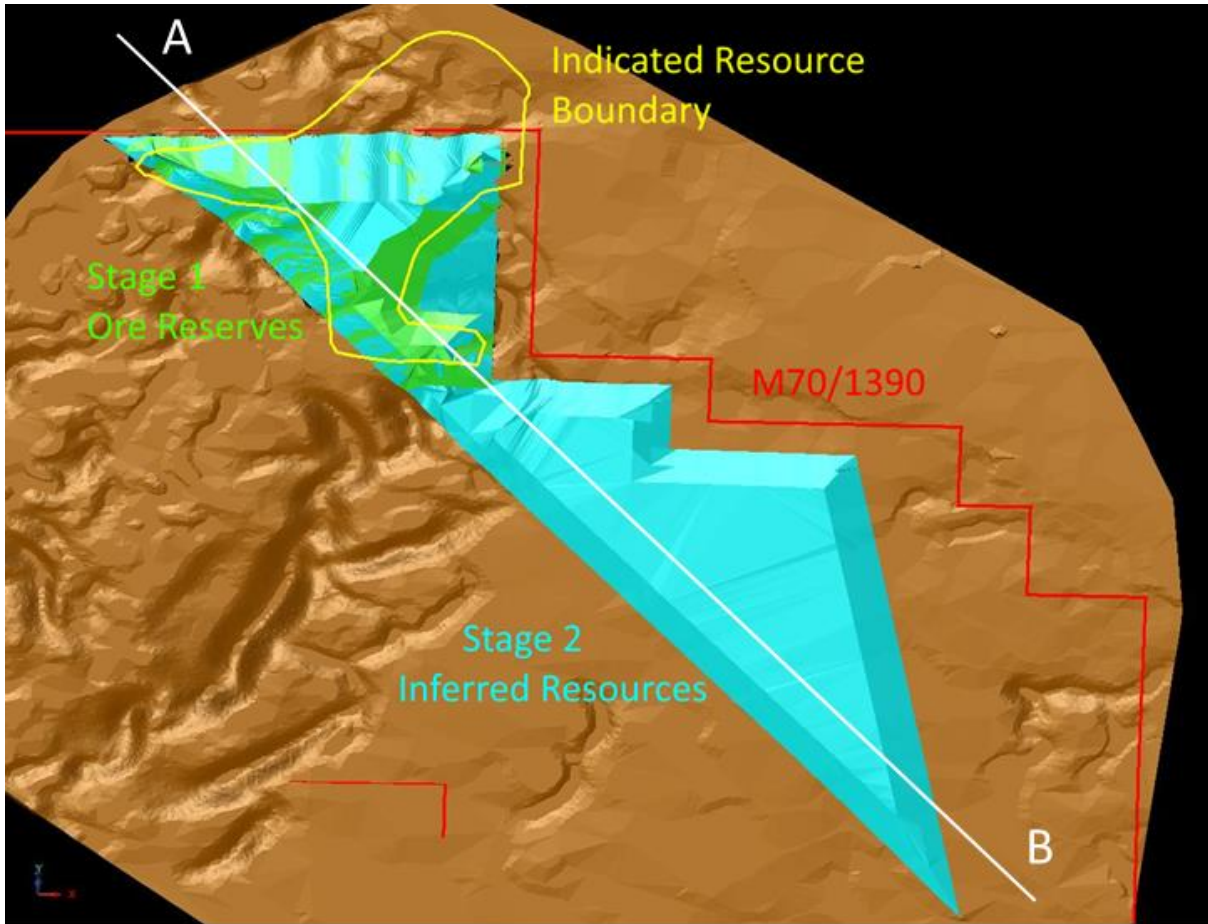 A
Indicated Resource
Boundary
Stage 1
Ore Reserves
M70/1390
Stage 2
Inferred Resources
B
Y
X